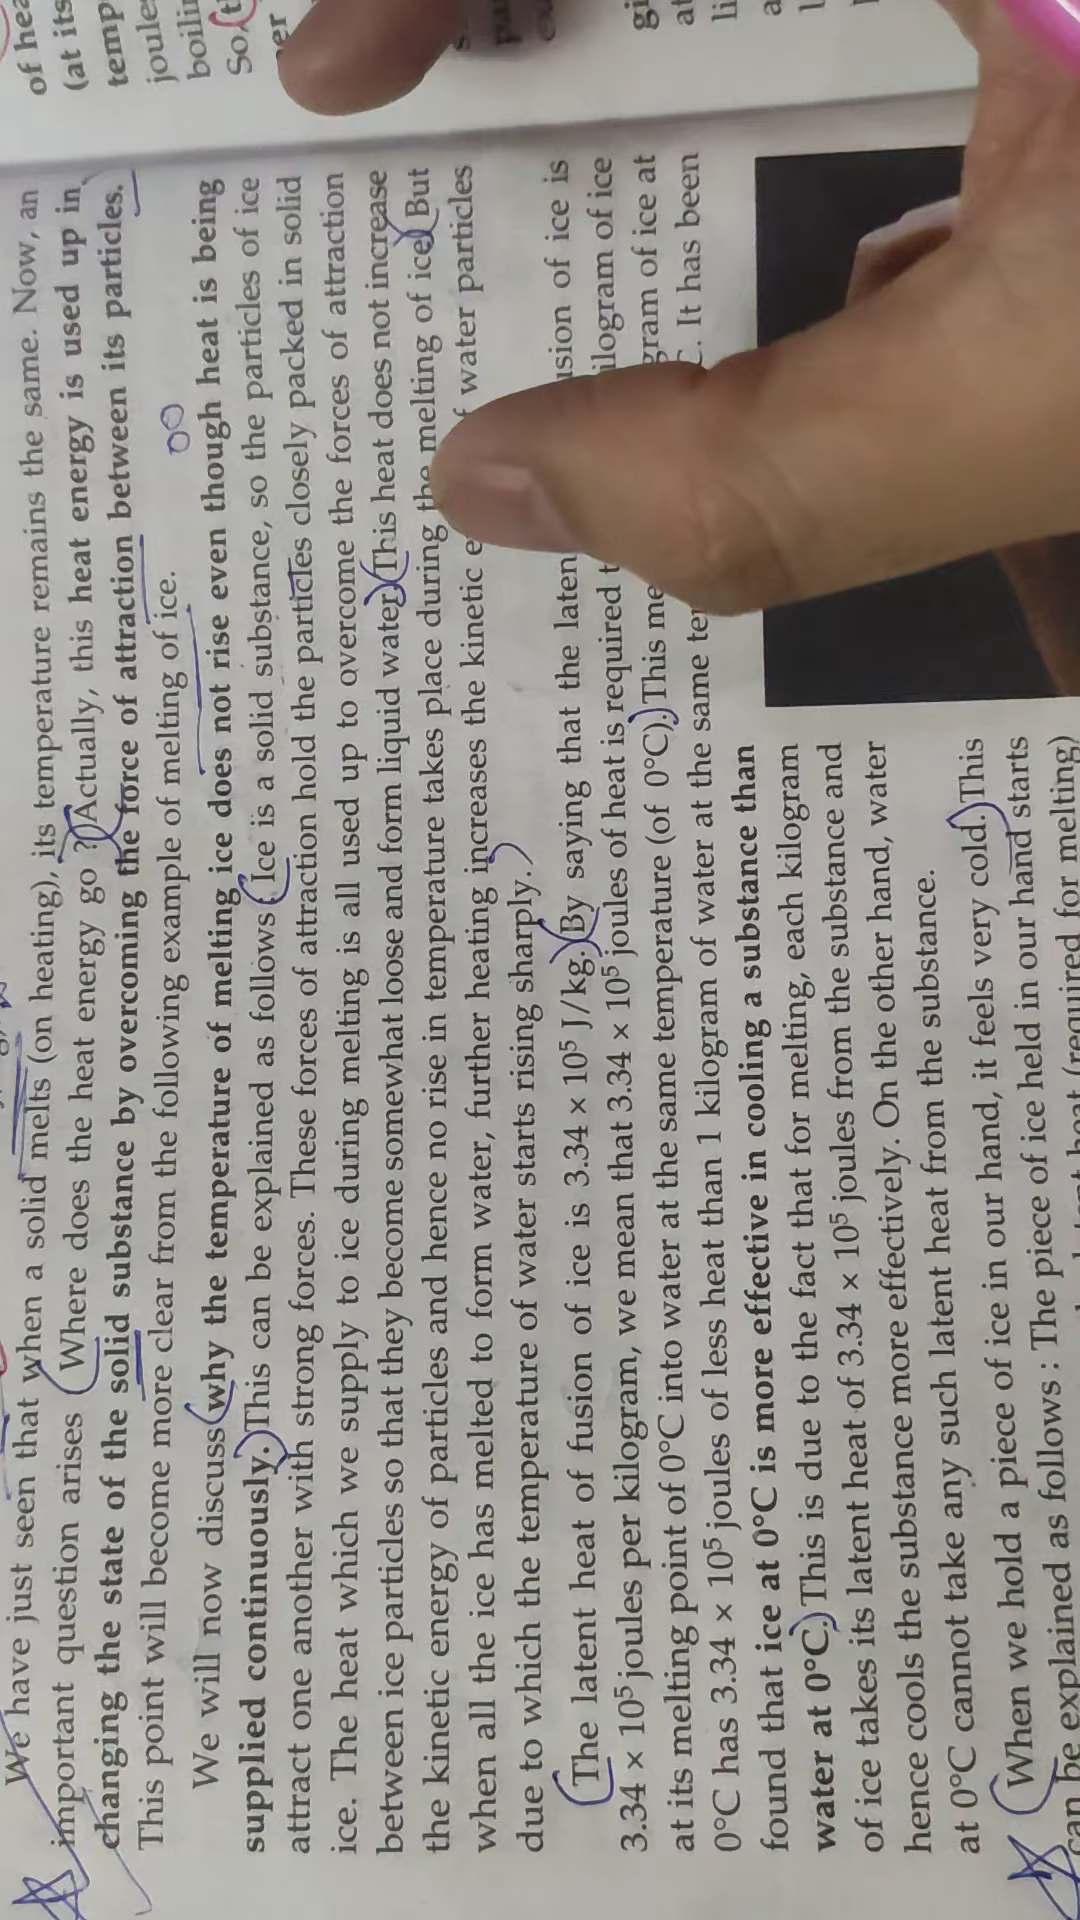 of hea
(at its
temp
joule
boilin
So, (t
We have just seen that when a solid melts (on heating), its temperature remains the same. Now, an
important question arises (Where does the heat energy go ?) (Actually, this heat energy is used up in
changing the state of the solid substance by overcoming the force of attraction between its particles.
This point will become more clear from the following example of melting of ice.
We will now discuss (why the temperature of melting ice does not rise even though heat is being
supplied continuously.) This can be explained as follows (Ice is a solid substance, so the particles of ice
attract one another with strong forces. These forces of attraction hold the particles closely packed in solid
ice. The heat which we supply to ice during melting is all used up to overcome the forces of attraction
between ice particles so that they become somewhat loose and form liquid water) (This heat does not increase
the kinetic energy of particles and hence no rise in temperature takes place during the melting of ice) (But
when all the ice has melted to form water, further heating increases the kinetic water particles
due to which the temperature of water starts rising sharply.)
(The latent heat of fusion of ice is 3.34 × 10⁵ J/kg.) (By saying that the laten usion of ice is
3.34 × 10⁵ joules per kilogram, we mean that 3.34 × 10⁵ joules of heat is required t ilogram of ice
at its melting point of 0°C into water at the same temperature (of 0°C).) This me gram of ice at
0°C has 3.34 × 10⁵ joules of less heat than 1 kilogram of water at the same te C. It has been
found that ice at 0°C is more effective in cooling a substance than
water at 0°C.) This is due to the fact that for melting, each kilogram
of ice takes its latent heat of 3.34 × 10⁵ joules from the substance and
hence cools the substance more effectively. On the other hand, water
at 0°C cannot take any such latent heat from the substance.
(When we hold a piece of ice in our hand, it feels very cold.) This
can be explained as follows : The piece of ice held in our hand starts
(required for melting)